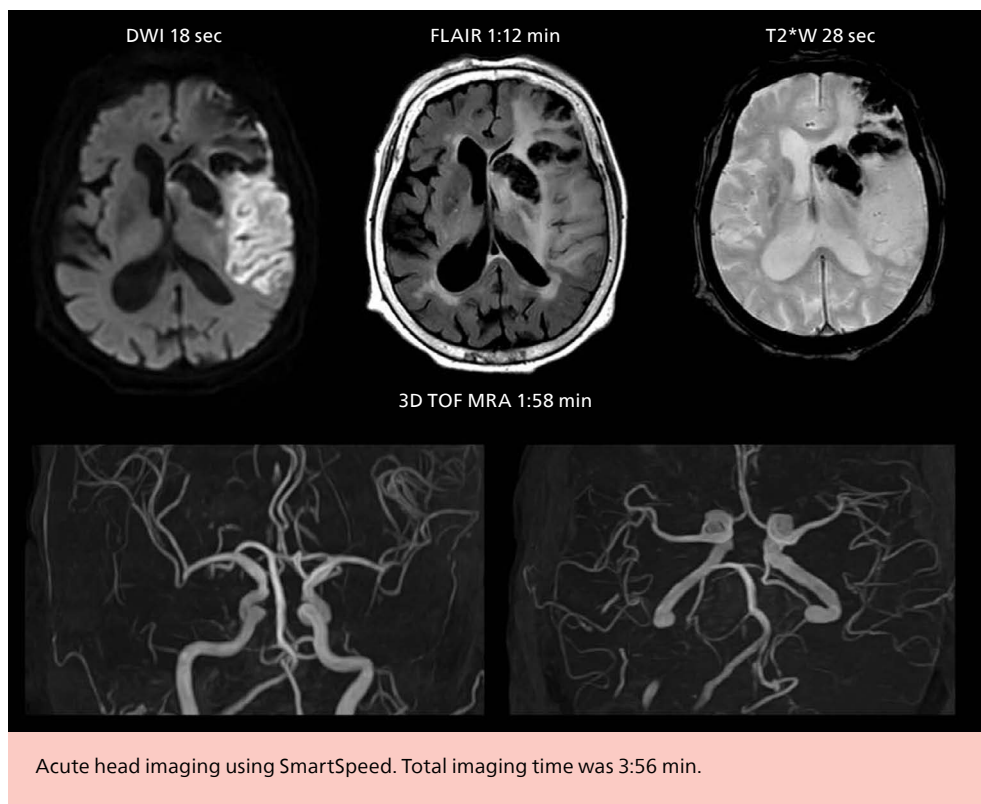 DWI 18 sec
FLAIR 1:12 min
T2*W 28 sec
3D TOF MRA 1:58 min
Acute head imaging using SmartSpeed. Total imaging time was 3:56 min.